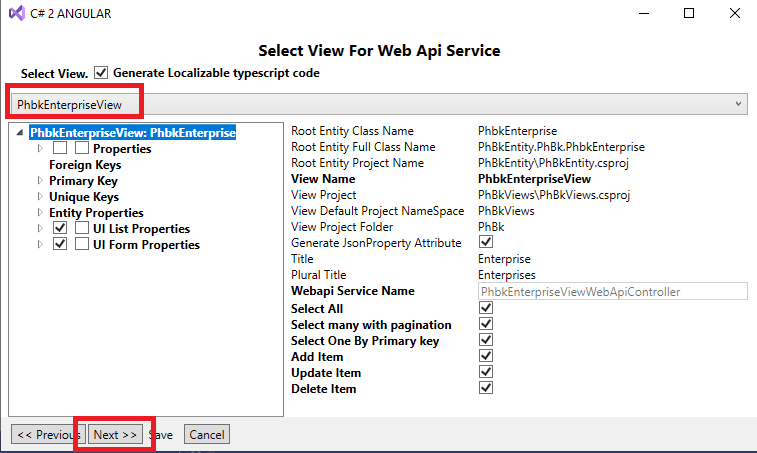 C# 2 ANGULAR
Select View For Web Api Service
Select View. Generate Localizable typescript code
PhbkEnterpriseView
PhbkEnterpriseView: PhbkEnterprise
Properties
Foreign Keys
Primary Key
Unique Keys
Entity Properties
UI List Properties
UI Form Properties
Root Entity Class Name PhbkEnterprise
Root Entity Full Class Name PhbkEntity.PhBk.PhbkEnterprise
Root Entity Project Name PhBkEntity\PhBkEntity.csproj
View Name PhbkEnterpriseView
View Project PhBkViews\PhBkViews.csproj
View Default Project NameSpace PhBkViews
View Project Folder PhBk
Generate JsonProperty Attribute
Title Enterprise
Plural Title Enterprises
Webapi Service Name PhbkEnterpriseViewWebApiController
Select All
Select many with pagination
Select One By Primary key
Add Item
Update Item
Delete Item
<< Previous Next >> Save Cancel